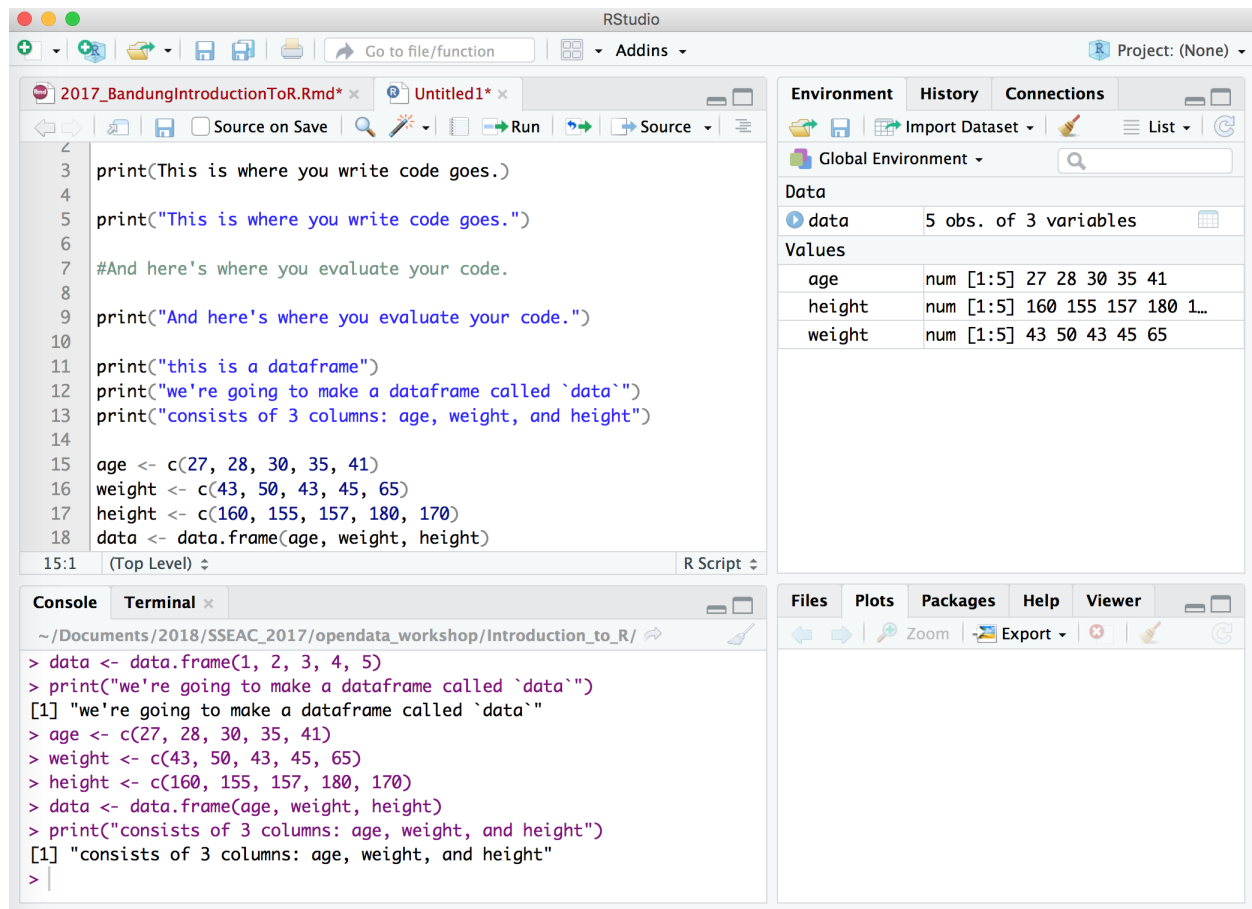 RStudio
Go to file/function
Addins
Project: (None)
2017_BandungIntroductionToR.Rmd*
Untitled1*
Source on Save
Run
Source
2
3 print(This is where you write code goes.)
4
5 print("This is where you write code goes.")
6
7 #And here's where you evaluate your code.
8
9 print("And here's where you evaluate your code.")
10
11 print("this is a dataframe")
12 print("we're going to make a dataframe called `data`")
13 print("consists of 3 columns: age, weight, and height")
14
15 age <- c(27, 28, 30, 35, 41)
16 weight <- c(43, 50, 43, 45, 65)
17 height <- c(160, 155, 157, 180, 170)
18 data <- data.frame(age, weight, height)
15:1 (Top Level) R Script
Environment History Connections
Import Dataset List
Global Environment
Data
data 5 obs. of 3 variables
Values
age num [1:5] 27 28 30 35 41
height num [1:5] 160 155 157 180 1…
weight num [1:5] 43 50 43 45 65
Console Terminal
~/Documents/2018/SSEAC_2017/opendata_workshop/Introduction_to_R/
> data <- data.frame(1, 2, 3, 4, 5)
> print("we're going to make a dataframe called `data`")
[1] "we're going to make a dataframe called `data`"
> age <- c(27, 28, 30, 35, 41)
> weight <- c(43, 50, 43, 45, 65)
> height <- c(160, 155, 157, 180, 170)
> data <- data.frame(age, weight, height)
> print("consists of 3 columns: age, weight, and height")
[1] "consists of 3 columns: age, weight, and height"
>
Files Plots Packages Help Viewer
Zoom Export